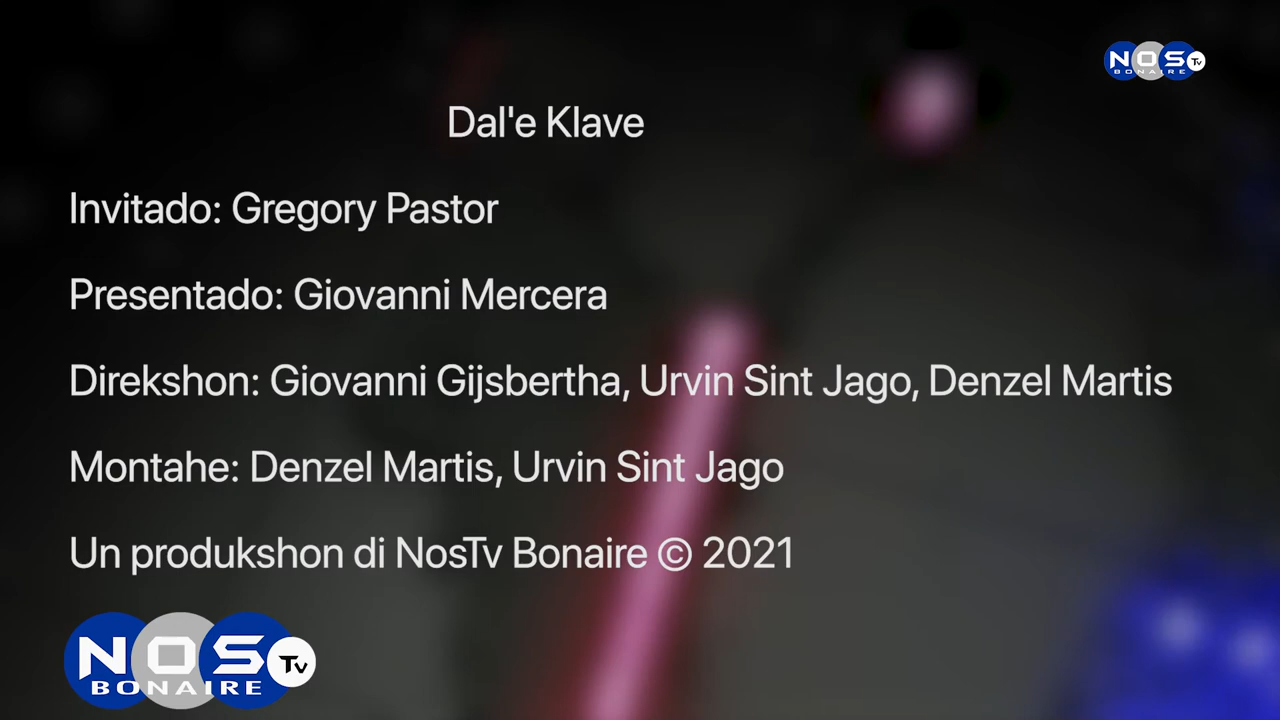 NOS Tv
BONAIRE
Dal'e Klave
Invitado: Gregory Pastor
Presentado: Giovanni Mercera
Direkshon: Giovanni Gijsbertha, Urvin Sint Jago, Denzel Martis
Montahe: Denzel Martis, Urvin Sint Jago
Un produkshon di NosTv Bonaire © 2021
NOS Tv
BONAIRE